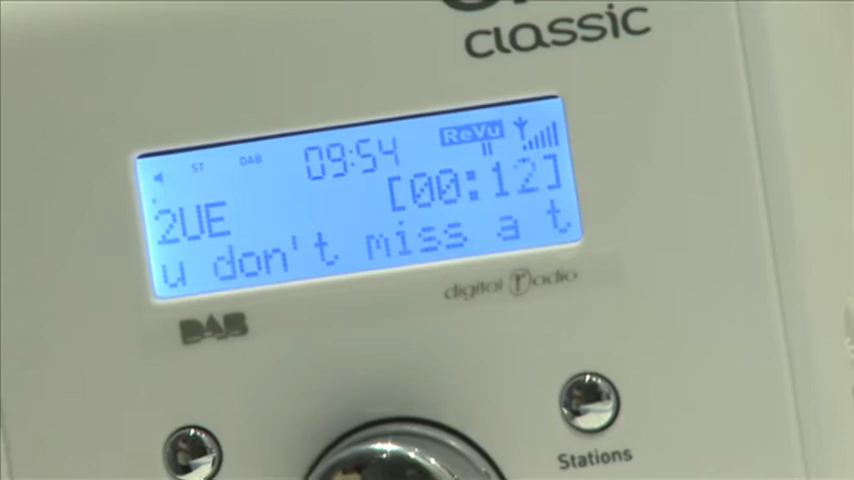 classic
ST DAB 09:54 ReVu
2UE [00:12]
u don't miss a t
DAB
digital radio
Stations